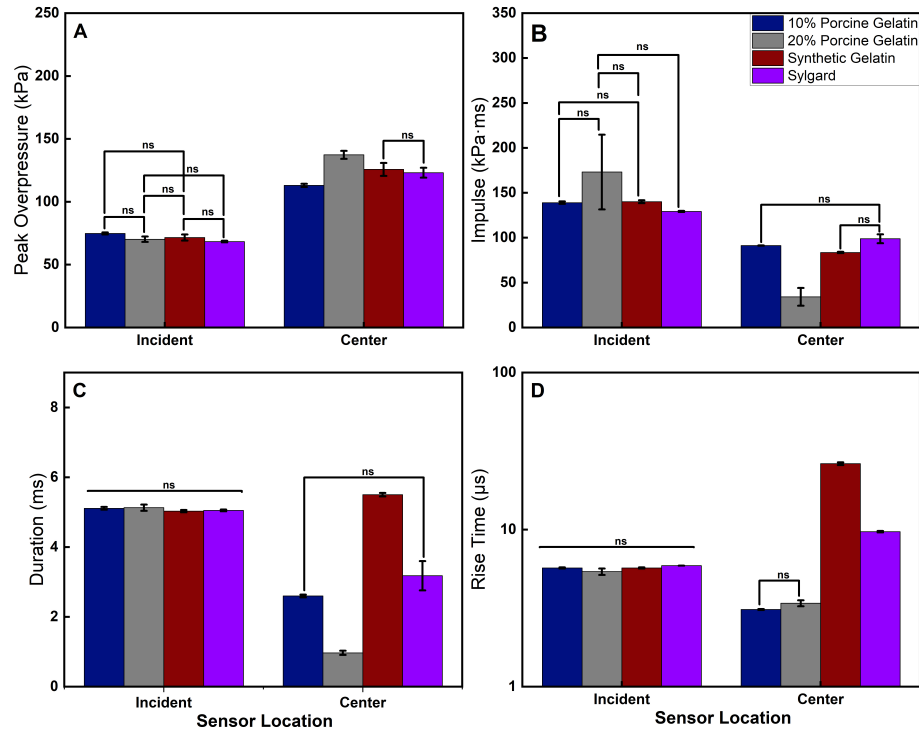 A
Peak Overpressure (kPa)
250
200
150
100
50
0
ns
ns
ns
ns
ns
ns
Incident
Center
B
10% Porcine Gelatin
20% Porcine Gelatin
Synthetic Gelatin
Sylgard
Impulse (kPa·ms)
350
300
250
200
150
100
50
0
ns
ns
ns
ns
ns
ns
Incident
Center
C
Duration (ms)
8
6
4
2
0
ns
ns
Incident
Center
Sensor Location
D
Rise Time (µs)
100
10
1
ns
ns
Incident
Center
Sensor Location